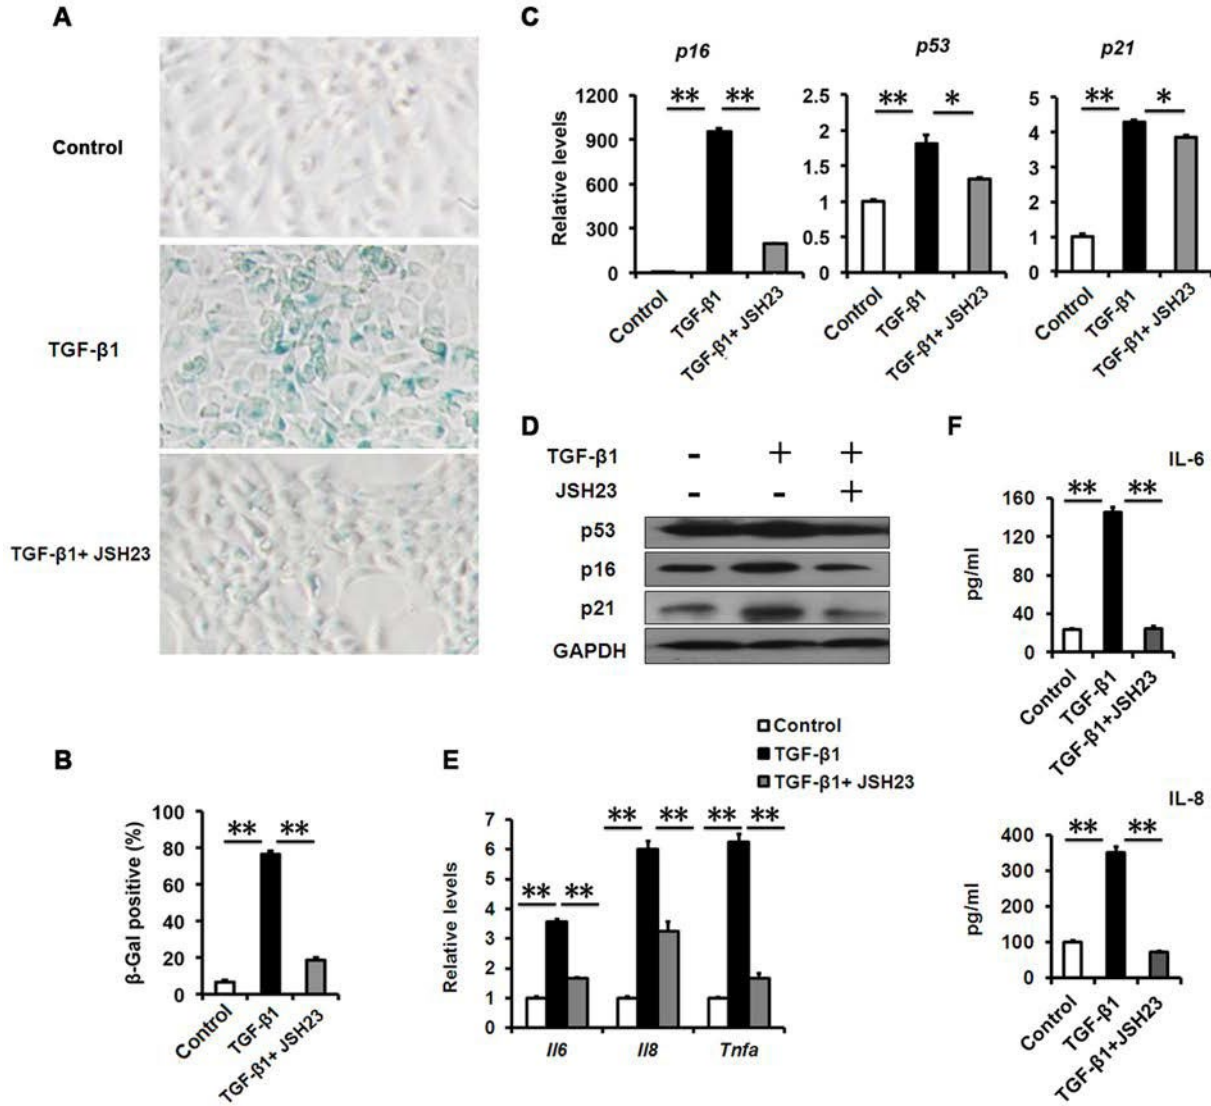 A
Control
TGF-β1
TGF-β1+ JSH23
C
p16
p53
p21
Relative levels
1200
900
600
300
0
** **
Control
TGF-β1
TGF-β1+ JSH23
2.5
2
1.5
1
0.5
0
** *
Control
TGF-β1
TGF-β1+ JSH23
5
4
3
2
1
0
** *
Control
TGF-β1
TGF-β1+ JSH23
D
TGF-β1 - + +
JSH23 - - +
p53
p16
p21
GAPDH
F
IL-6
pg/ml
160
120
80
40
0
** **
Control
TGF-β1
TGF-β1+JSH23
B
β-Gal positive (%)
100
80
60
40
20
0
** **
Control
TGF-β1
TGF-β1+ JSH23
E
Control
TGF-β1
TGF-β1+ JSH23
Relative levels
7
6
5
4
3
2
1
0
** **
** **
** **
Il6 Il8 Tnfa
IL-8
pg/ml
400
300
200
100
0
** **
Control
TGF-β1
TGF-β1+JSH23